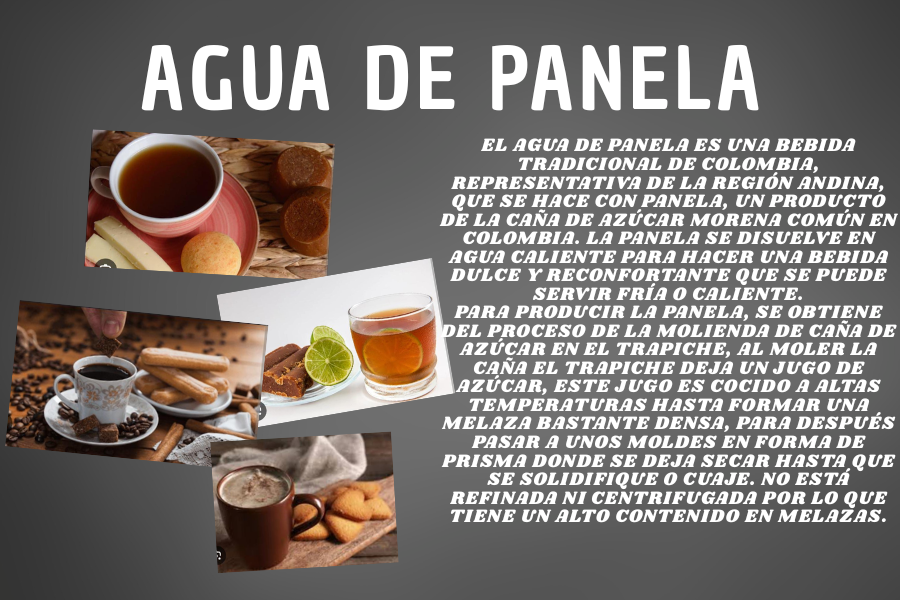 AGUA DE PANELA
EL AGUA DE PANELA ES UNA BEBIDA
TRADICIONAL DE COLOMBIA,
REPRESENTATIVA DE LA REGIÓN ANDINA,
QUE SE HACE CON PANELA, UN PRODUCTO
DE LA CAÑA DE AZÚCAR MORENA COMÚN EN
COLOMBIA. LA PANELA SE DISUELVE EN
AGUA CALIENTE PARA HACER UNA BEBIDA
DULCE Y RECONFORTANTE QUE SE PUEDE
SERVIR FRÍA O CALIENTE.
PARA PRODUCIR LA PANELA, SE OBTIENE
DEL PROCESO DE LA MOLIENDA DE CAÑA DE
AZÚCAR EN EL TRAPICHE, AL MOLER LA
CAÑA EL TRAPICHE DEJA UN JUGO DE
AZÚCAR, ESTE JUGO ES COCIDO A ALTAS
TEMPERATURAS HASTA FORMAR UNA
MELAZA BASTANTE DENSA, PARA DESPUÉS
PASAR A UNOS MOLDES EN FORMA DE
PRISMA DONDE SE DEJA SECAR HASTA QUE
SE SOLIDIFIQUE O CUAJE. NO ESTÁ
REFINADA NI CENTRIFUGADA POR LO QUE
TIENE UN ALTO CONTENIDO EN MELAZAS.